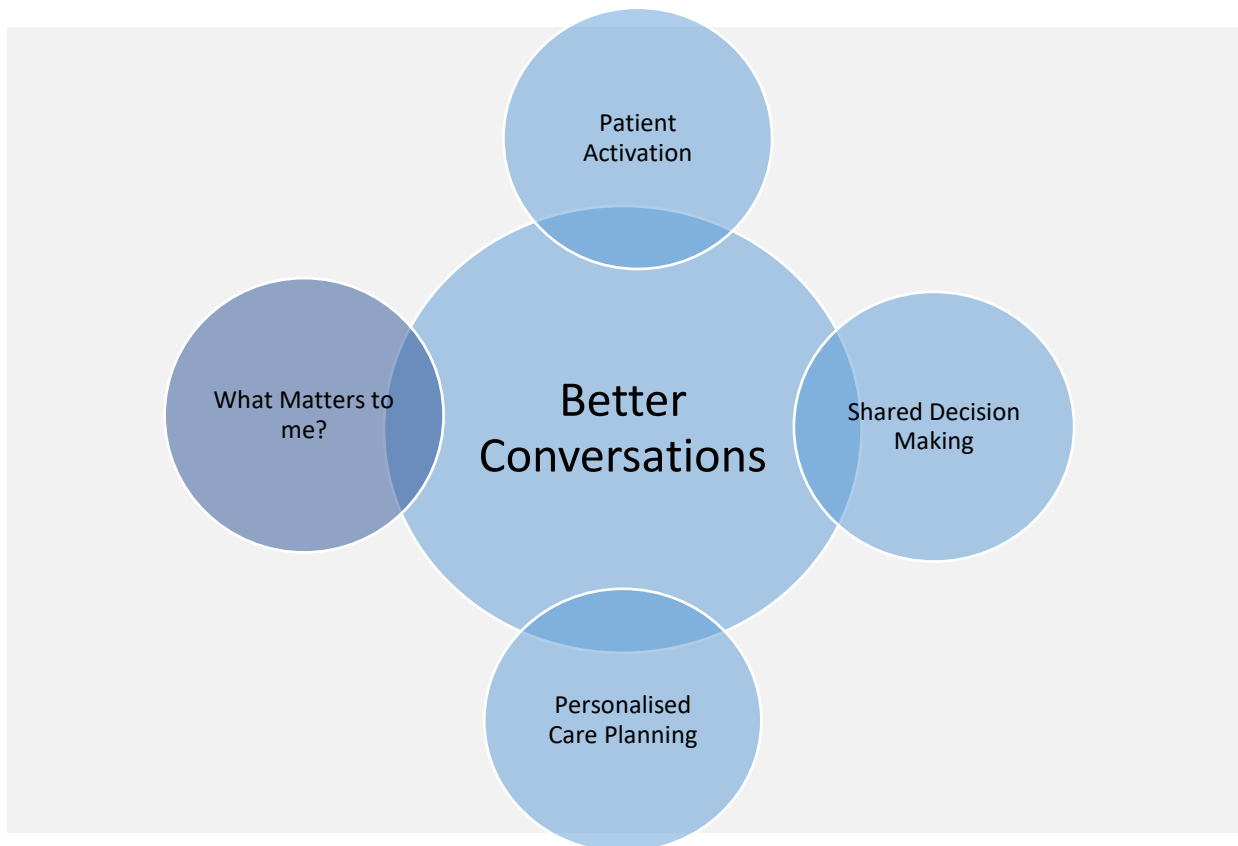 Patient
Activation
What Matters to
me?
Better
Conversations
Shared Decision
Making
Personalised
Care Planning